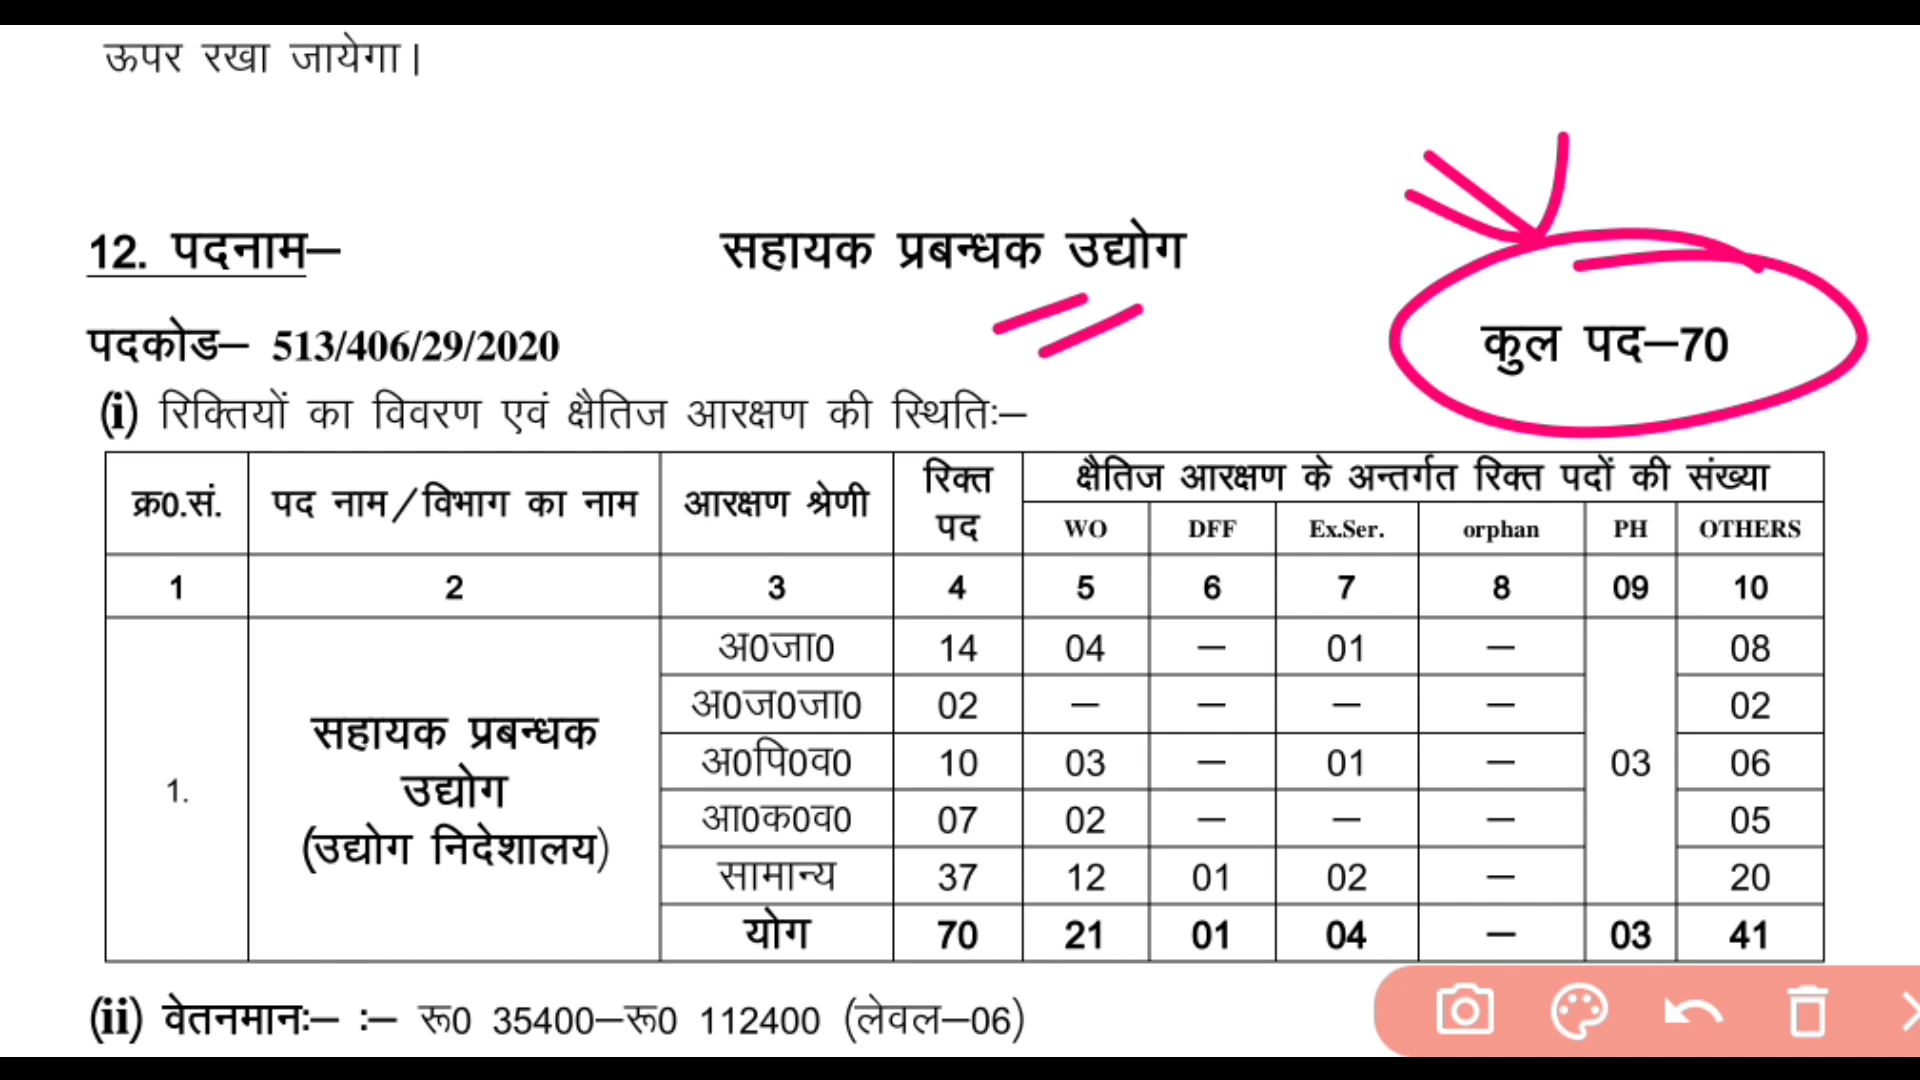 ऊपर रखा जायेगा।
12. पदनाम– सहायक प्रबन्धक उद्योग
पदकोड– 513/406/29/2020 कुल पद–70
(i) रिक्तियों का विवरण एवं क्षैतिज आरक्षण की स्थितिः–
क्र0.सं. पद नाम/विभाग का नाम आरक्षण श्रेणी रिक्त पद क्षैतिज आरक्षण के अन्तर्गत रिक्त पदों की संख्या
WO DFF Ex.Ser. orphan PH OTHERS
1 2 3 4 5 6 7 8 09 10
1. सहायक प्रबन्धक उद्योग (उद्योग निदेशालय)
अ0जा0 14 04 – 01 – 08
अ0ज0जा0 02 – – – – 02
अ0पि0व0 10 03 – 01 – 03 06
आ0क0व0 07 02 – – – 05
सामान्य 37 12 01 02 – 20
योग 70 21 01 04 – 03 41
(ii) वेतनमानः– :– रू0 35400–रू0 112400 (लेवल–06)